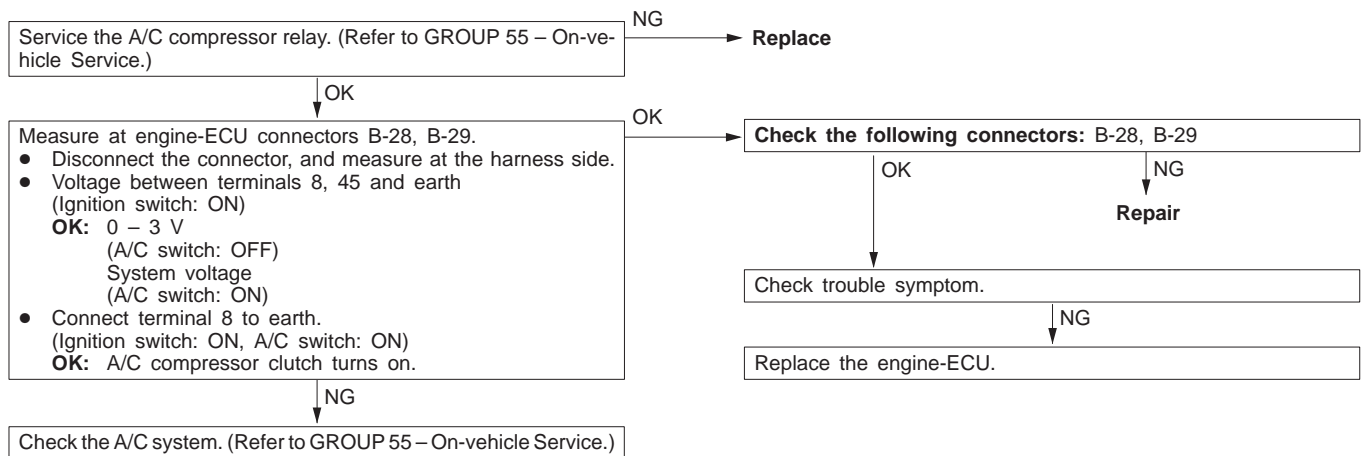 Service the A/C compressor relay. (Refer to GROUP 55 – On-ve-
hicle Service.)
NG
Replace
OK
Measure at engine-ECU connectors B-28, B-29.
● Disconnect the connector, and measure at the harness side.
● Voltage between terminals 8, 45 and earth
(Ignition switch: ON)
OK: 0 – 3 V
(A/C switch: OFF)
System voltage
(A/C switch: ON)
● Connect terminal 8 to earth.
(Ignition switch: ON, A/C switch: ON)
OK: A/C compressor clutch turns on.
OK
Check the following connectors: B-28, B-29
OK
NG
Repair
Check trouble symptom.
NG
Replace the engine-ECU.
NG
Check the A/C system. (Refer to GROUP 55 – On-vehicle Service.)